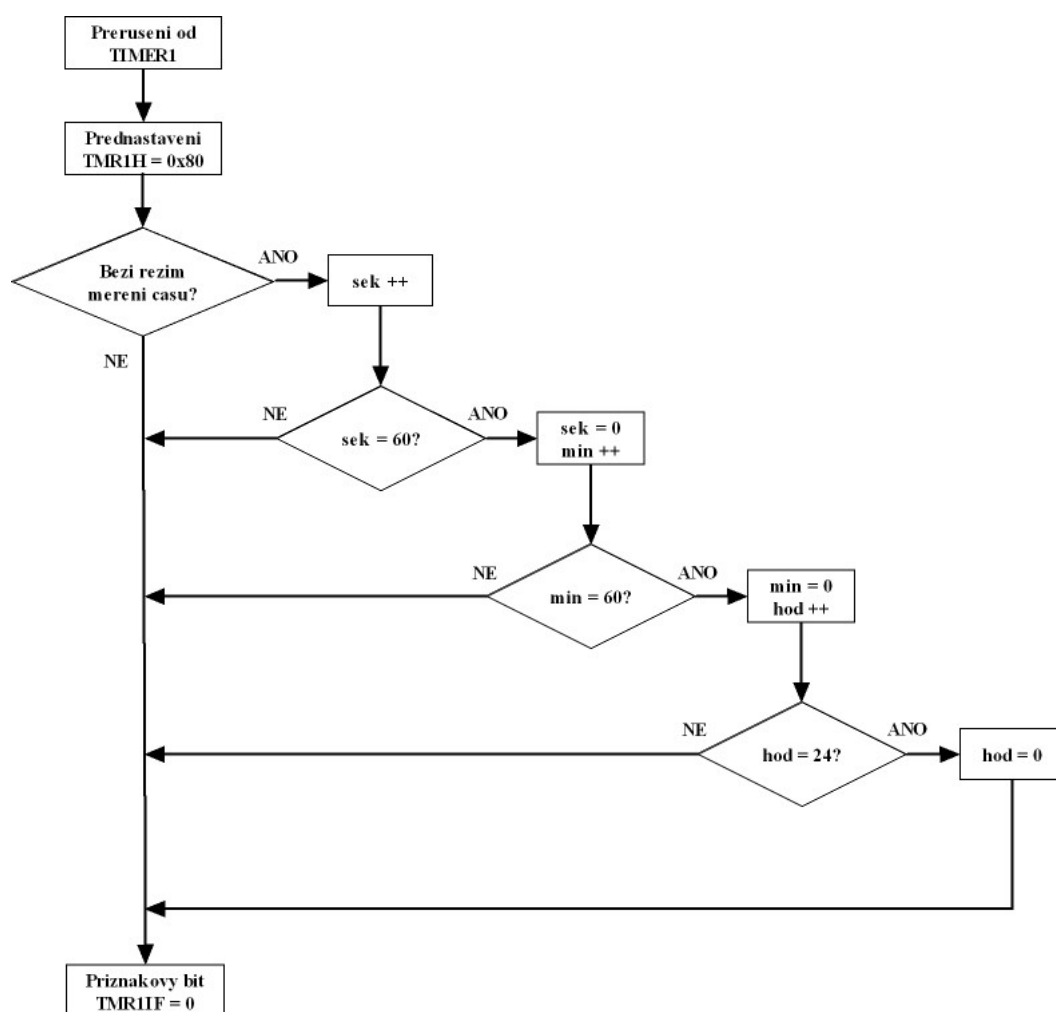 Preruseni od
TIMER1
Prednastaveni
TMR1H = 0x80
Bezi rezim
mereni casu?
ANO
sek ++
NE
sek = 60?
NE
ANO
sek = 0
min ++
min = 60?
NE
ANO
min = 0
hod ++
hod = 24?
NE
ANO
hod = 0
Priznakovy bit
TMR1IF = 0